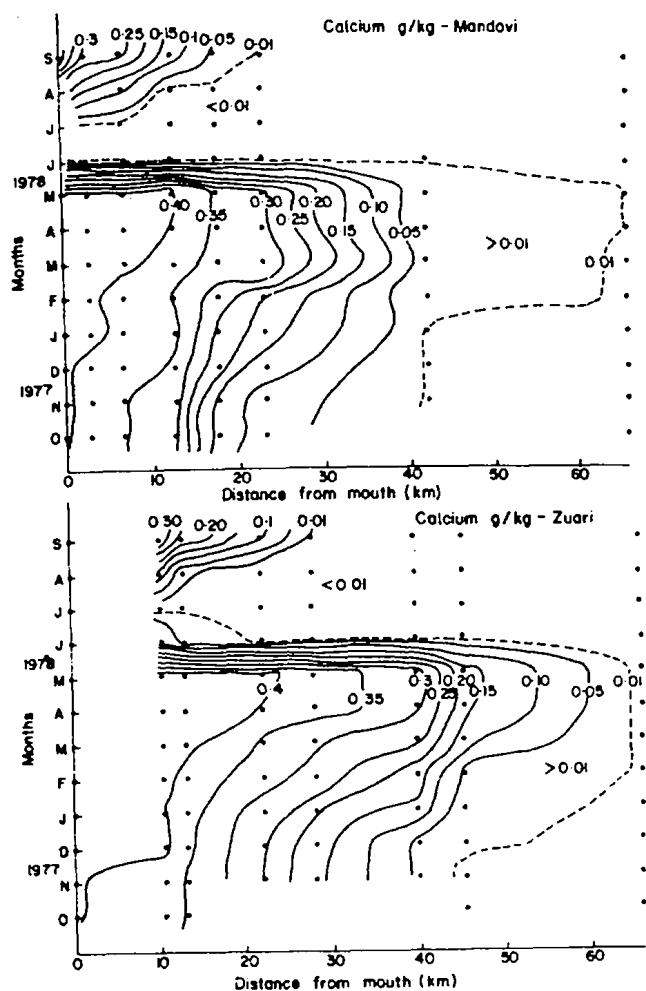 Calcium g/kg - Mandovi
0·3 0·25 0·15 0·1 0·05 0·01
S
A
<0·01
J
J
1978
M
0·40 0·35 0·30 0·25 0·20 0·15 0·10 0·05
A
>0·01
M
0·01
F
J
D
1977
N
O
Months
0 10 20 30 40 50 60
Distance from mouth (km)
Calcium g/kg - Zuari
0·30 0·20 0·1 0·01
S
A
<0·01
J
J
1978
M
0·4 0·35 0·3 0·25 0·20 0·15 0·10 0·05 0·01
A
M
>0·01
F
J
D
1977
N
O
Months
0 10 20 30 40 50 60
Distance from mouth (km)